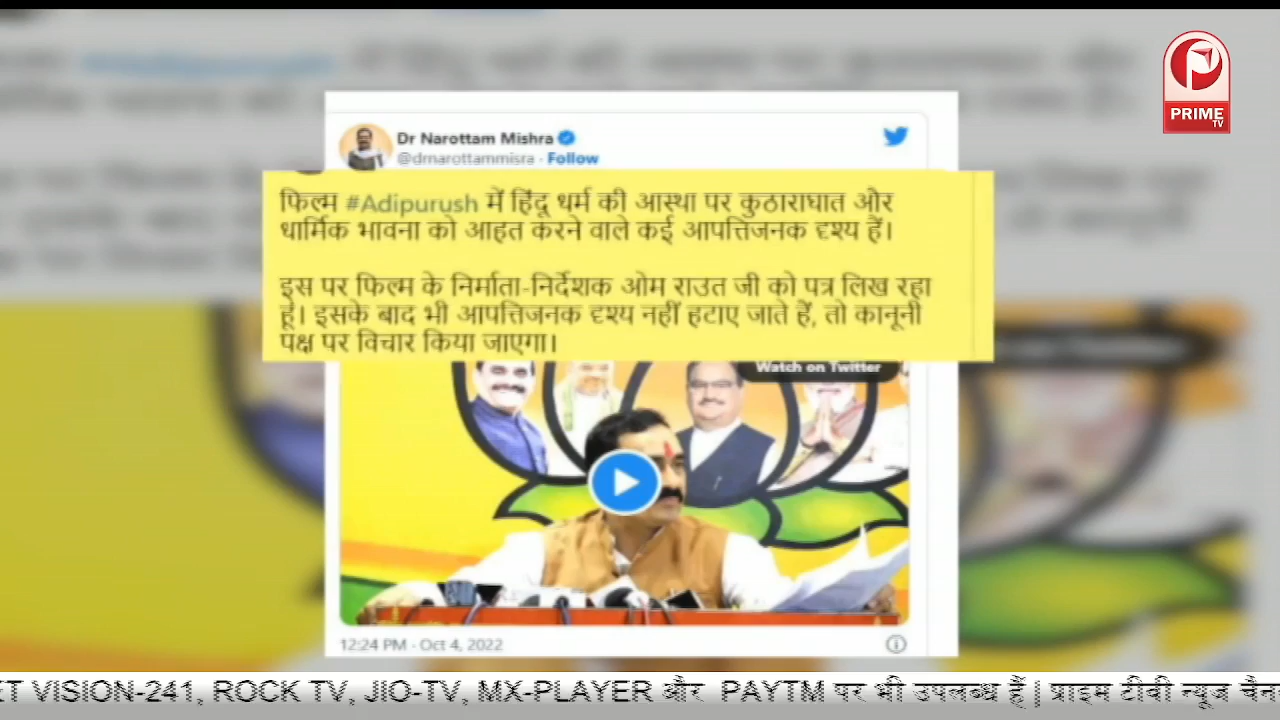 PRIME
TV
Dr Narottam Mishra
@drnarottammisra · Follow
फिल्म #Adipurush में हिंदू धर्म की आस्था पर कुठाराघात और
धार्मिक भावना को आहत करने वाले कई आपत्तिजनक दृश्य हैं।
इस पर फिल्म के निर्माता-निर्देशक ओम राउत जी को पत्र लिख रहा
हूं। इसके बाद भी आपत्तिजनक दृश्य नहीं हटाए जाते हैं, तो कानूनी
पक्ष पर विचार किया जाएगा।
Watch on Twitter
12:24 PM · Oct 4, 2022
ET VISION-241, ROCK TV, JIO-TV, MX-PLAYER और PAYTM पर भी उपलब्ध हैं | प्राइम टीवी न्यूज चैन